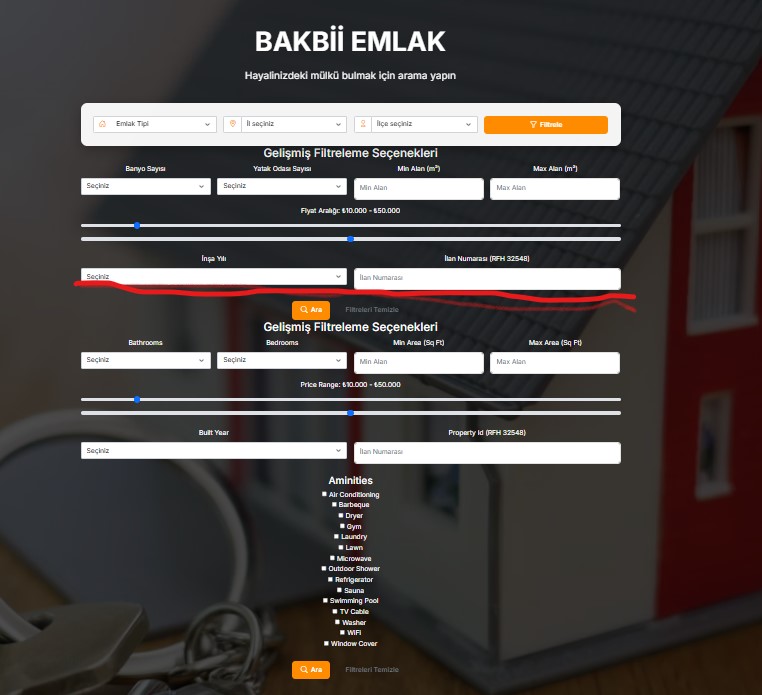 BAKBİİ EMLAK
Hayalinizdeki mülkü bulmak için arama yapın
Emlak Tipi İl seçiniz İlçe seçiniz Filtrele
Gelişmiş Filtreleme Seçenekleri
Banyo Sayısı Yatak Odası Sayısı Min Alan (m²) Max Alan (m²)
Seçiniz Seçiniz Min Alan Max Alan
Fiyat Aralığı: ₺10.000 - ₺50.000
İnşa Yılı İlan Numarası (RFH 32548)
Seçiniz İlan Numarası
Ara Filtreleri Temizle
Gelişmiş Filtreleme Seçenekleri
Bathrooms Bedrooms Min Area (Sq Ft) Max Area (Sq Ft)
Seçiniz Seçiniz Min Alan Max Alan
Price Range: ₺10.000 - ₺50.000
Built Year Property Id (RFH 32548)
Seçiniz İlan Numarası
Aminities
Air Conditioning
Barbeque
Dryer
Gym
Laundry
Lawn
Microwave
Outdoor Shower
Refrigerator
Sauna
Swimming Pool
TV Cable
Washer
WiFi
Window Cover
Ara Filtreleri Temizle